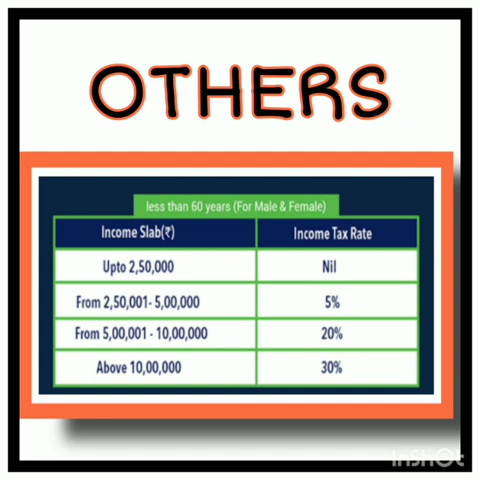 OTHERS
less than 60 years (For Male & Female)
Income Slab(₹) Income Tax Rate
Upto 2,50,000 Nil
From 2,50,001- 5,00,000 5%
From 5,00,001 - 10,00,000 20%
Above 10,00,000 30%
InShOt